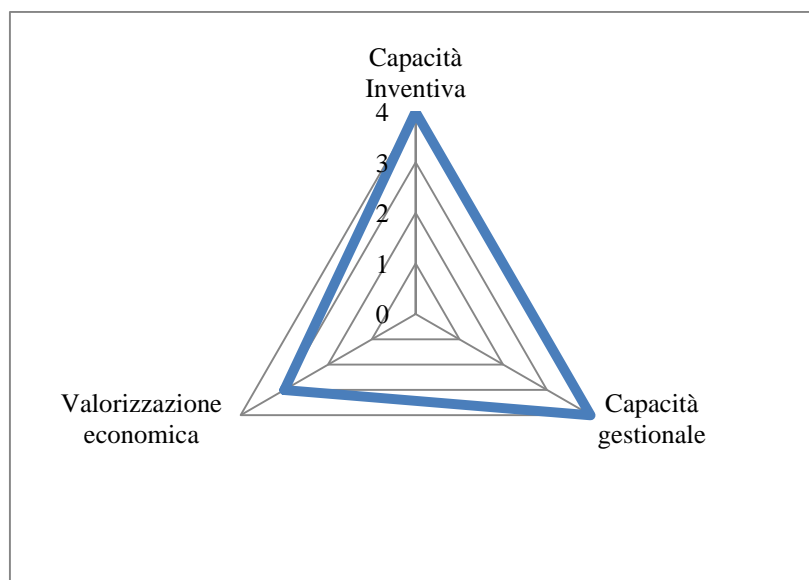 Capacità
Inventiva
4
3
2
1
0
Valorizzazione
economica
Capacità
gestionale